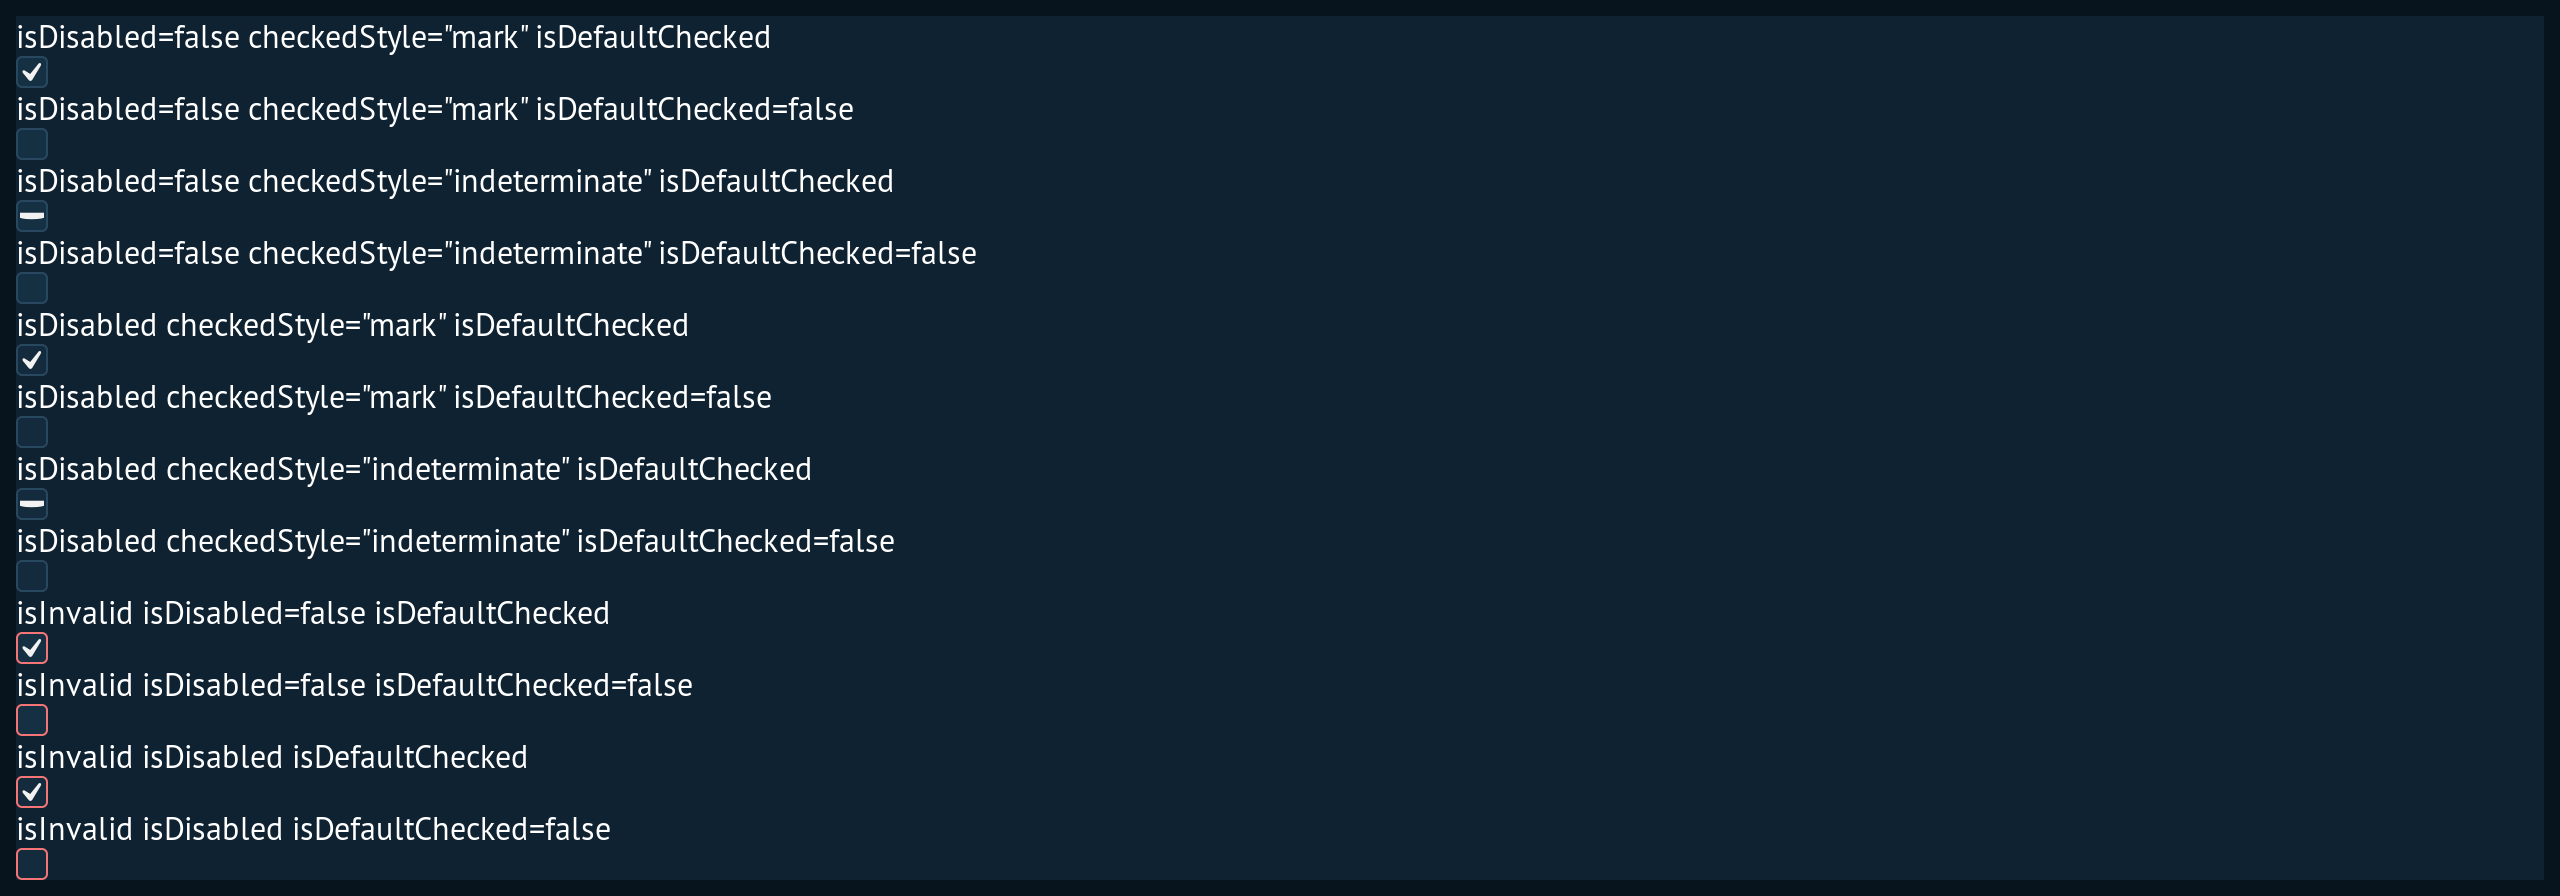 isDisabled=false checkedStyle="mark" isDefaultChecked
isDisabled=false checkedStyle="mark" isDefaultChecked=false
isDisabled=false checkedStyle="indeterminate" isDefaultChecked
isDisabled=false checkedStyle="indeterminate" isDefaultChecked=false
isDisabled checkedStyle="mark" isDefaultChecked
isDisabled checkedStyle="mark" isDefaultChecked=false
isDisabled checkedStyle="indeterminate" isDefaultChecked
isDisabled checkedStyle="indeterminate" isDefaultChecked=false
isInvalid isDisabled=false isDefaultChecked
isInvalid isDisabled=false isDefaultChecked=false
isInvalid isDisabled isDefaultChecked
isInvalid isDisabled isDefaultChecked=false